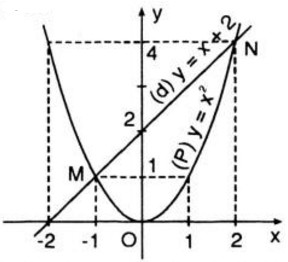 y
4
N
(d) y = x + 2
2
(P) y = x²
M
1
-2 -1 O 1 2 x